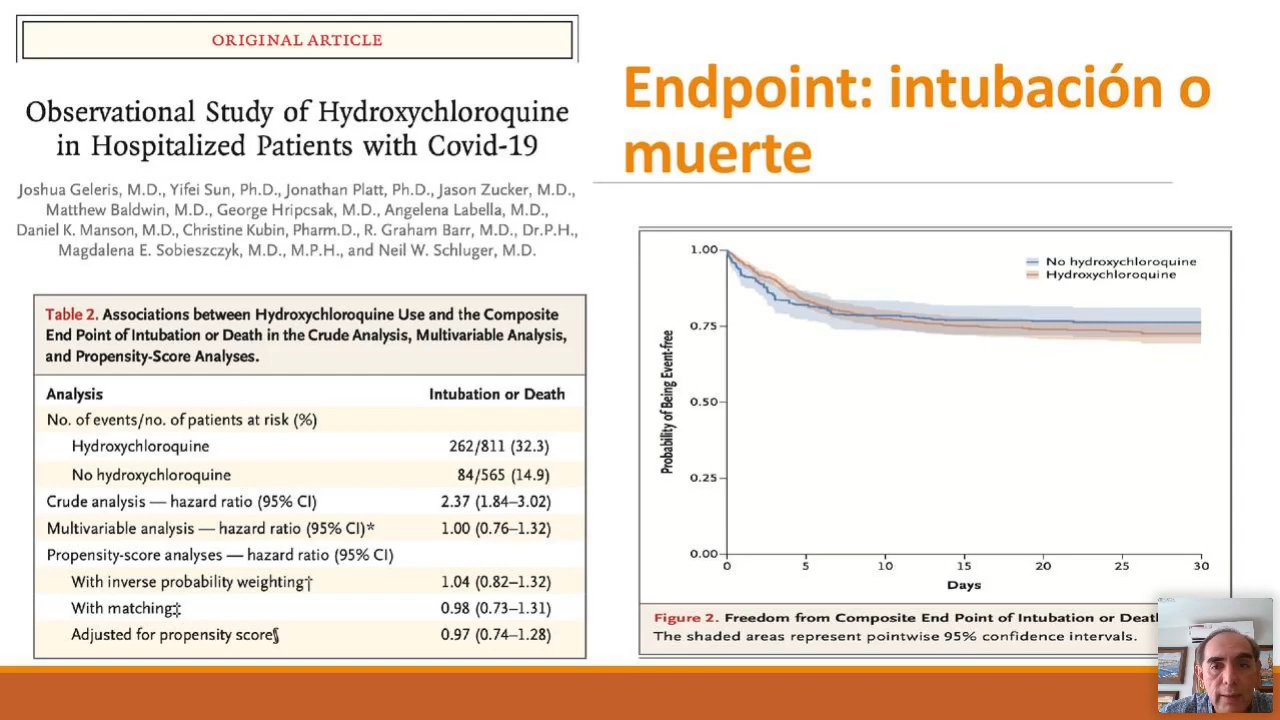 ORIGINAL ARTICLE
Observational Study of Hydroxychloroquine
in Hospitalized Patients with Covid-19
Joshua Geleris, M.D., Yifei Sun, Ph.D., Jonathan Platt, Ph.D., Jason Zucker, M.D.,
Matthew Baldwin, M.D., George Hripcsak, M.D., Angelena Labella, M.D.,
Daniel K. Manson, M.D., Christine Kubin, Pharm.D., R. Graham Barr, M.D., Dr.P.H.,
Magdalena E. Sobieszczyk, M.D., M.P.H., and Neil W. Schluger, M.D.
Table 2. Associations between Hydroxychloroquine Use and the Composite
End Point of Intubation or Death in the Crude Analysis, Multivariable Analysis,
and Propensity-Score Analyses.
Analysis Intubation or Death
No. of events/no. of patients at risk (%)
Hydroxychloroquine 262/811 (32.3)
No hydroxychloroquine 84/565 (14.9)
Crude analysis — hazard ratio (95% CI) 2.37 (1.84–3.02)
Multivariable analysis — hazard ratio (95% CI)* 1.00 (0.76–1.32)
Propensity-score analyses — hazard ratio (95% CI)
With inverse probability weighting† 1.04 (0.82–1.32)
With matching‡ 0.98 (0.73–1.31)
Adjusted for propensity score¶ 0.97 (0.74–1.28)
Endpoint: intubación o
muerte
No hydroxychloroquine
Hydroxychloroquine
Probability of Being Event-free
1.00
0.75
0.50
0.25
0.00
0 5 10 15 20 25 30
Days
Figure 2. Freedom from Composite End Point of Intubation or Death
The shaded areas represent pointwise 95% confidence intervals.